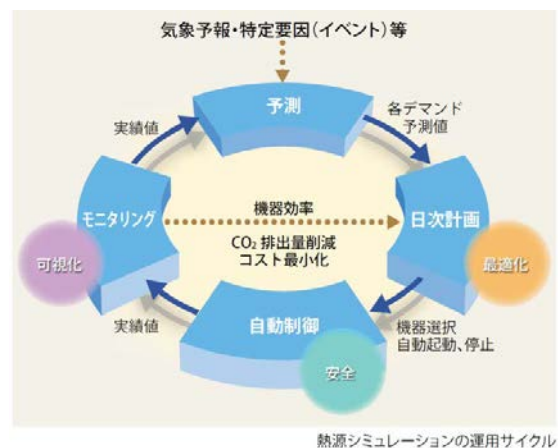 気象予報・特定要因（イベント）等
予測
実績値
各デマンド
予測値
モニタリング
機器効率
日次計画
CO₂ 排出量削減
コスト最小化
可視化
最適化
実績値
自動制御
機器選択
自動起動、停止
安全
熱源シミュレーションの運用サイクル